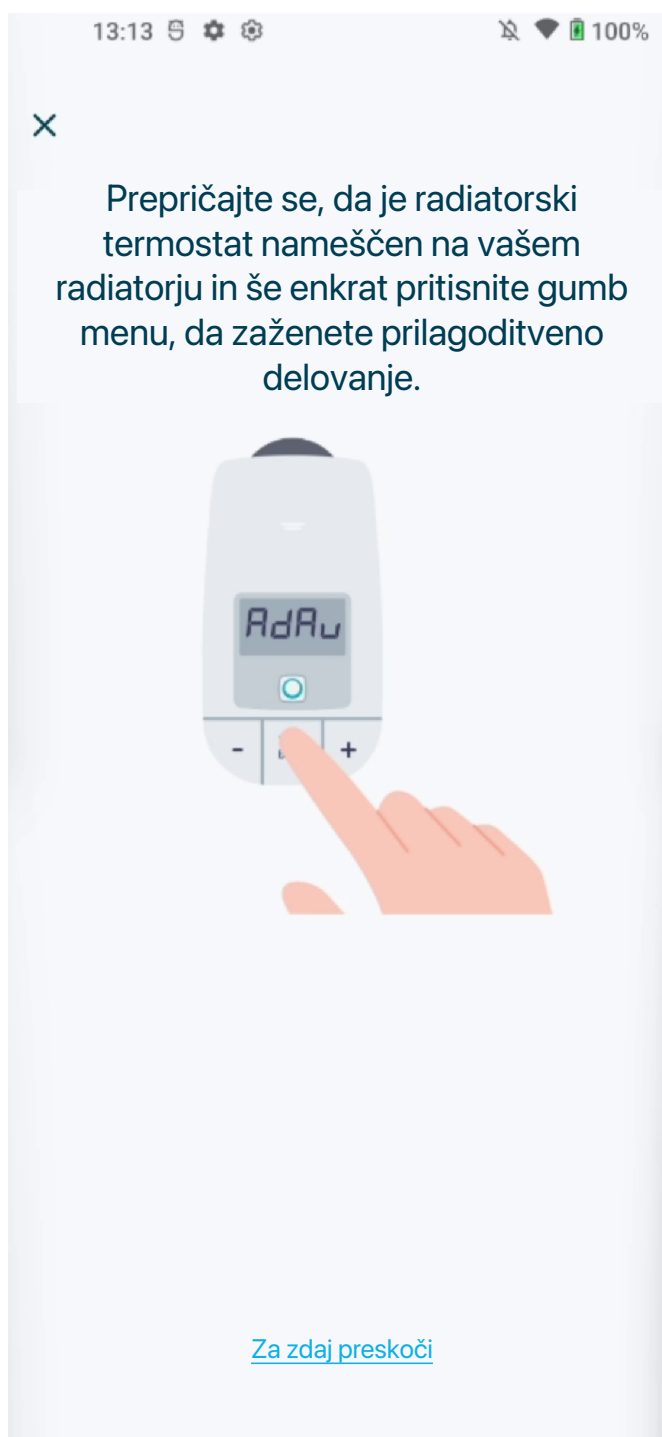 13:13 100%
Prepričajte se, da je radiatorski
termostat nameščen na vašem
radiatorju in še enkrat pritisnite gumb
menu, da zaženete prilagoditveno
delovanje.
AdAu
- +
Za zdaj preskoči